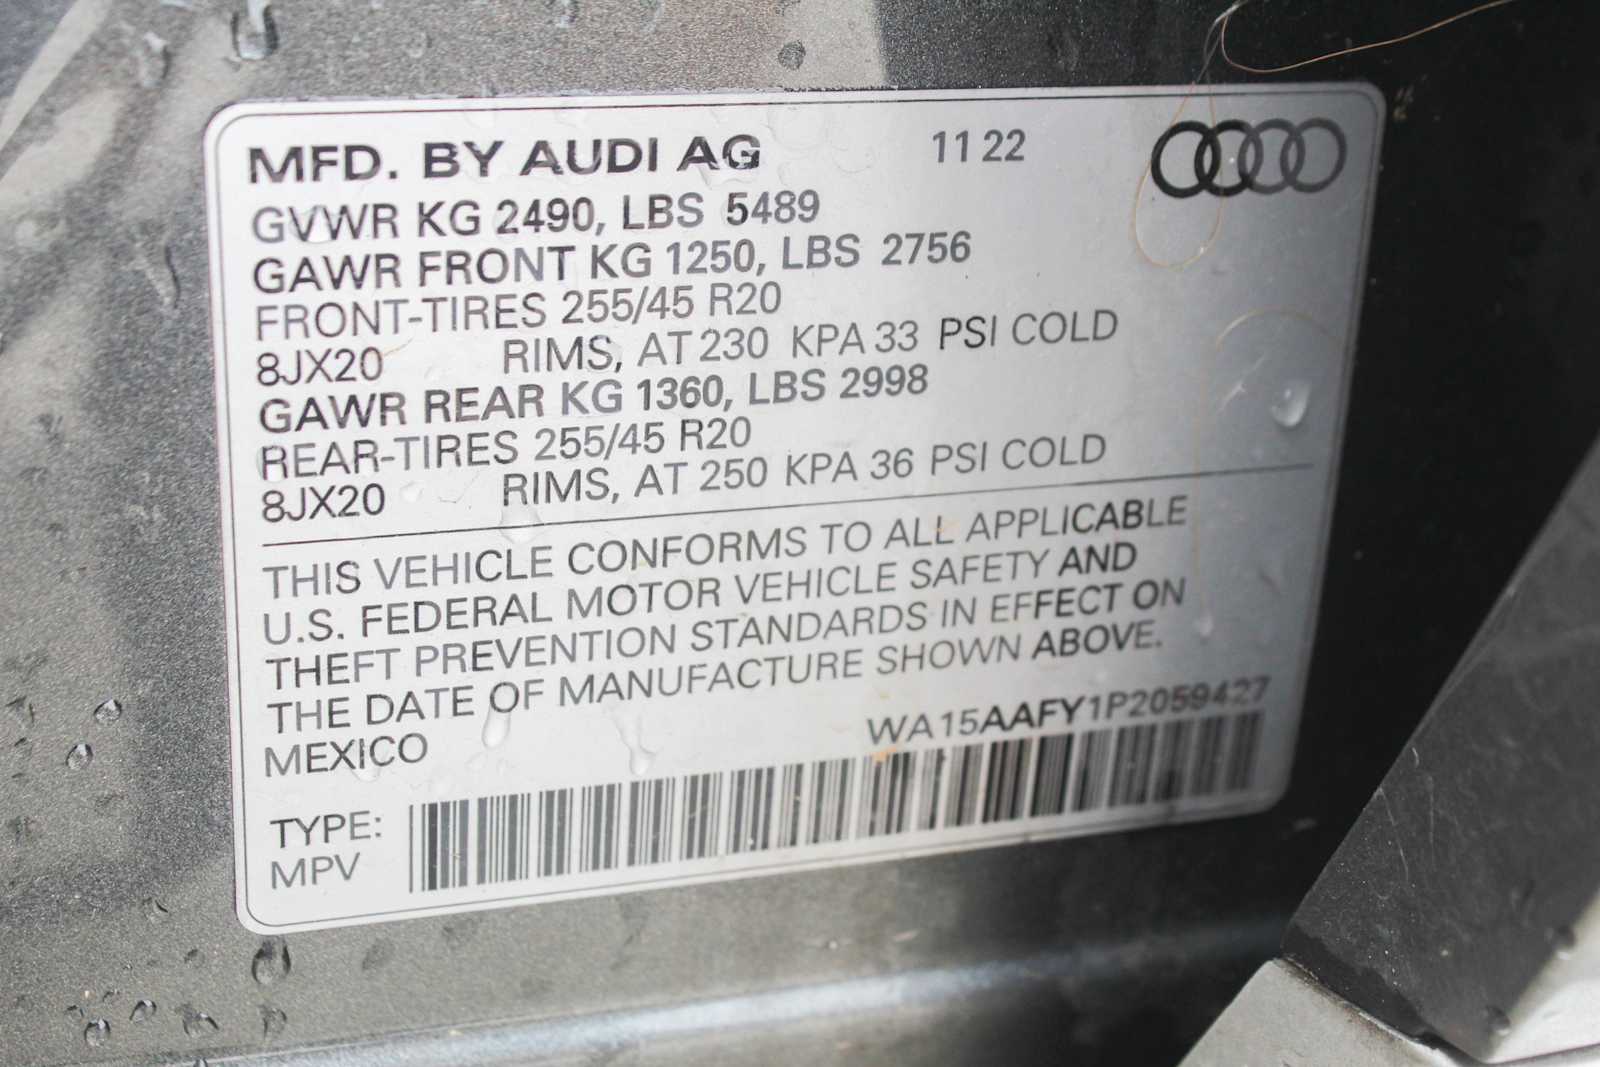 MFD. BY AUDI AG 11 22
GVWR KG 2490, LBS 5489
GAWR FRONT KG 1250, LBS 2756
FRONT-TIRES 255/45 R20
8JX20 RIMS, AT 230 KPA 33 PSI COLD
GAWR REAR KG 1360, LBS 2998
REAR-TIRES 255/45 R20
8JX20 RIMS, AT 250 KPA 36 PSI COLD
THIS VEHICLE CONFORMS TO ALL APPLICABLE
U.S. FEDERAL MOTOR VEHICLE SAFETY AND
THEFT PREVENTION STANDARDS IN EFFECT ON
THE DATE OF MANUFACTURE SHOWN ABOVE.
MEXICO WA15AAFY1P2059427
TYPE:
MPV